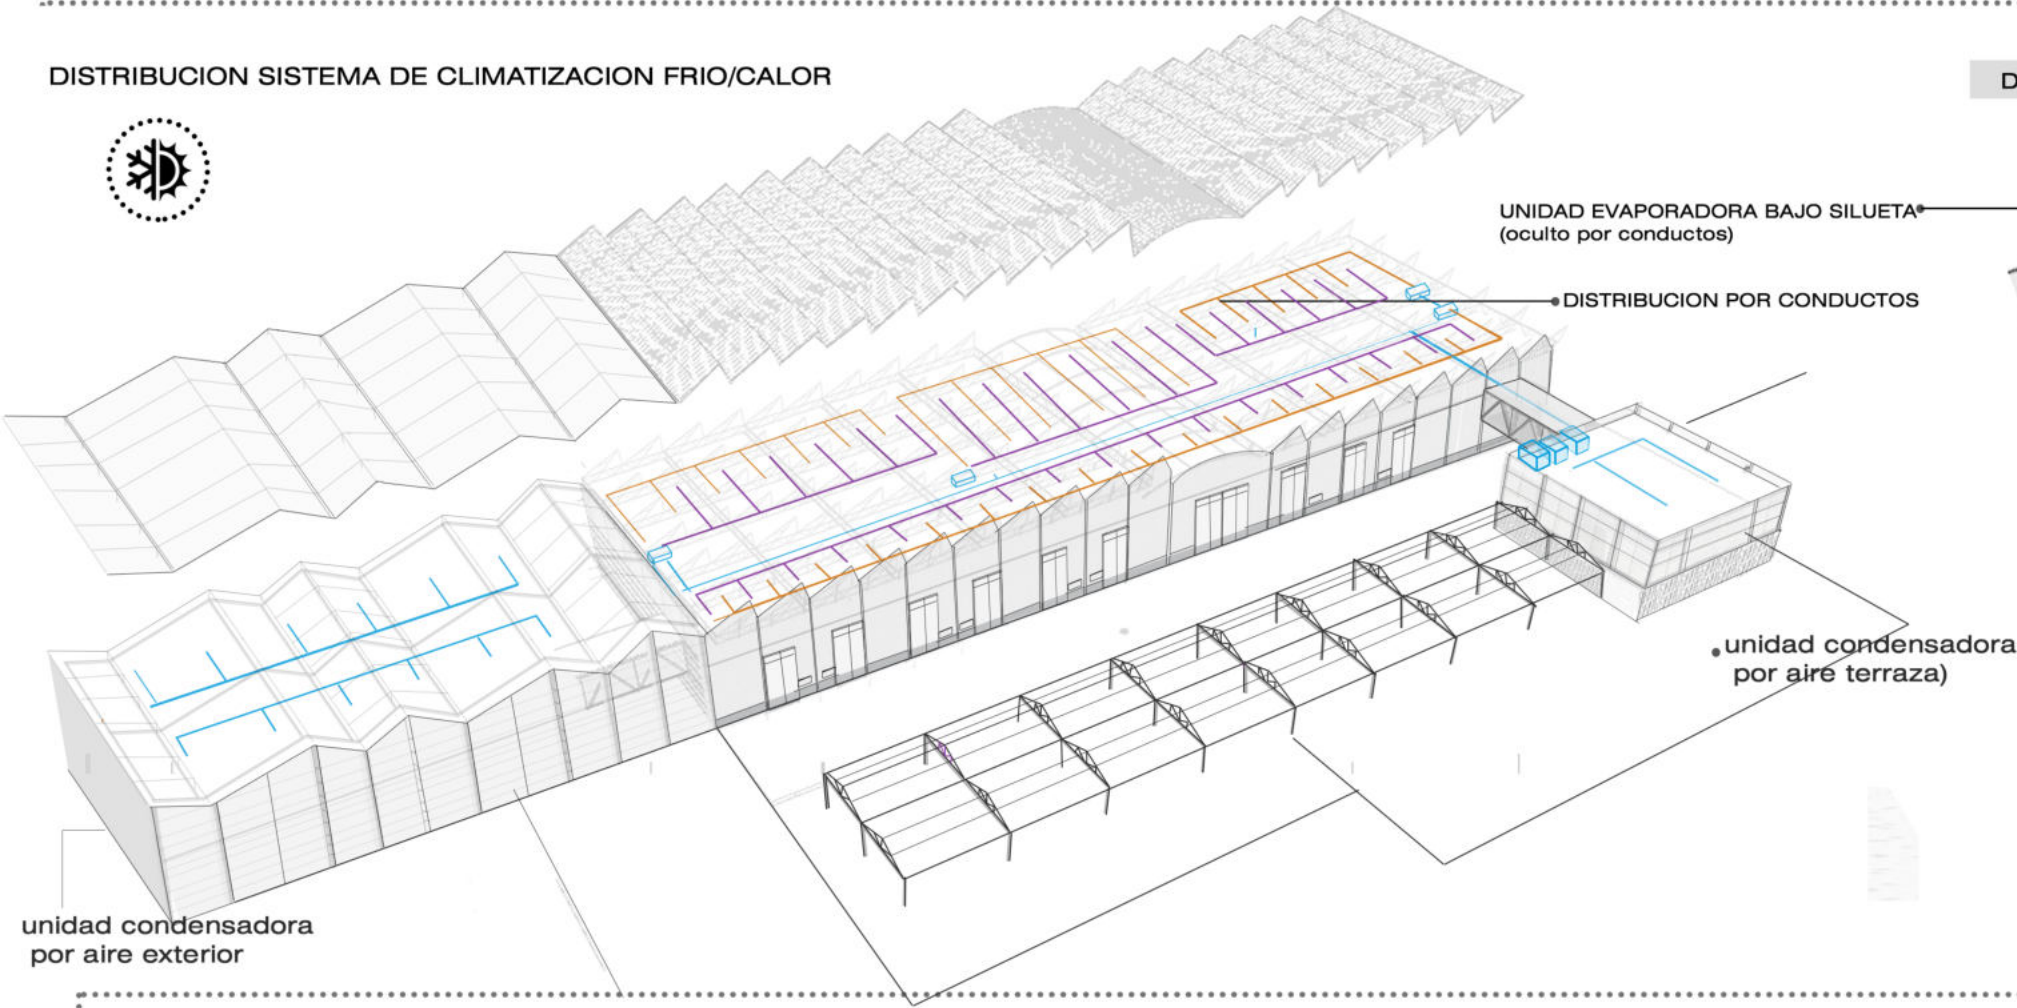 DISTRIBUCION SISTEMA DE CLIMATIZACION FRIO/CALOR
D
UNIDAD EVAPORADORA BAJO SILUETA
(oculto por conductos)
DISTRIBUCION POR CONDUCTOS
unidad condensadora
por aire terraza)
unidad condensadora
por aire exterior